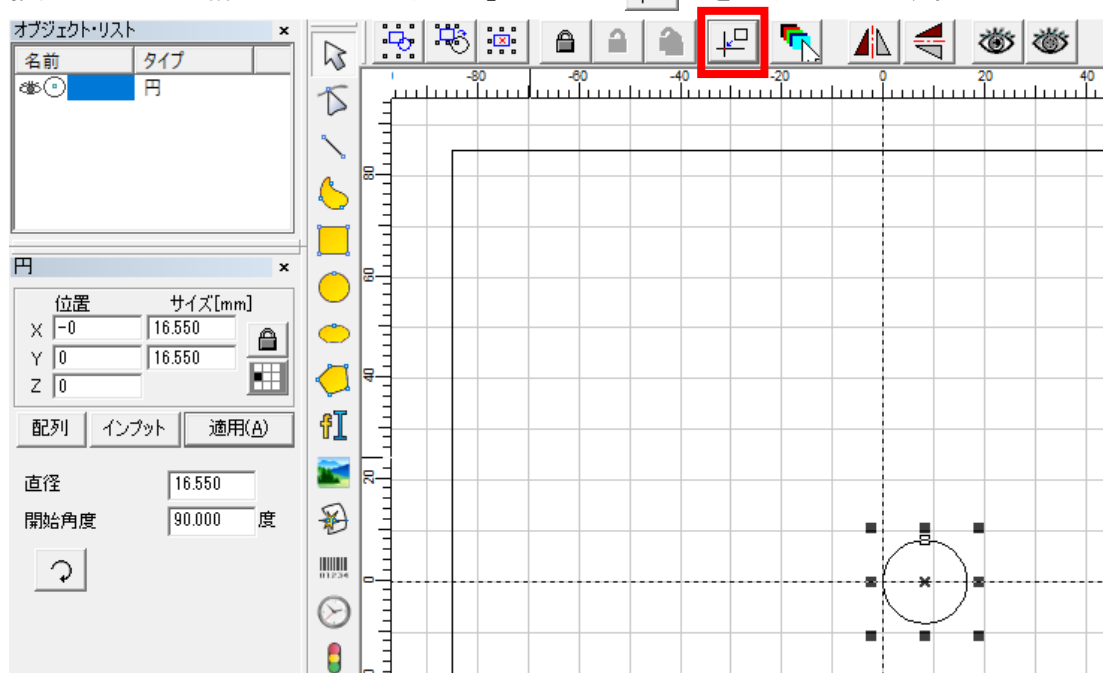 オブジェクト・リスト ×
名前 タイプ
円
円 ×
位置 サイズ[mm]
X -0 16.550
Y 0 16.550
Z 0
配列 インプット 適用(A)
直径 16.550
開始角度 90.000 度
-80 -60 -40 -20 0 20 40
80
60
40
20
0
01234